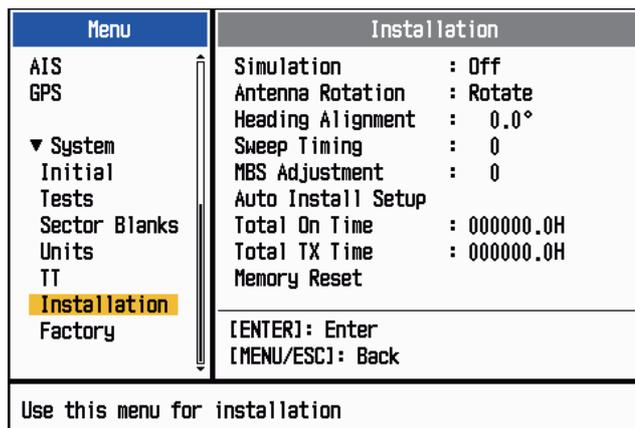 Menu
AIS
GPS
▼ System
Initial
Tests
Sector Blanks
Units
TT
Installation
Factory
Installation
Simulation : Off
Antenna Rotation : Rotate
Heading Alignment : 0.0°
Sweep Timing : 0
MBS Adjustment : 0
Auto Install Setup
Total On Time : 000000.0H
Total TX Time : 000000.0H
Memory Reset
[ENTER]: Enter
[MENU/ESC]: Back
Use this menu for installation